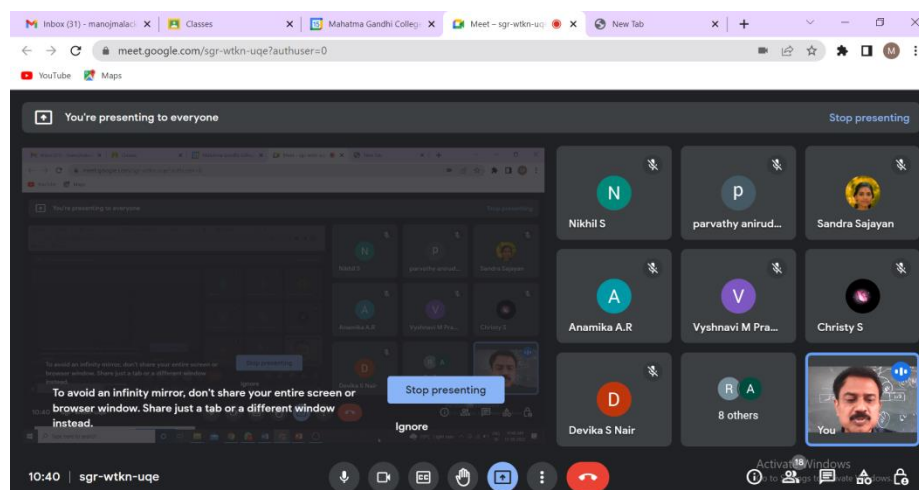 Inbox (31) - manojmalac
Classes
Mahatma Gandhi College
Meet – sgr-wtkn-uq
New Tab
meet.google.com/sgr-wtkn-uqe?authuser=0
M
YouTube
Maps
You're presenting to everyone
Stop presenting
N
Nikhil S
p
parvathy anirud...
Sandra Sajayan
A
Anamika A.R
V
Vyshnavi M Pra...
Christy S
D
Devika S Nair
R A
8 others
You
To avoid an infinity mirror, don't share your entire screen or
browser window. Share just a tab or a different window
instead.
Stop presenting
Ignore
10:40 | sgr-wtkn-uqe
18
Activate Windows